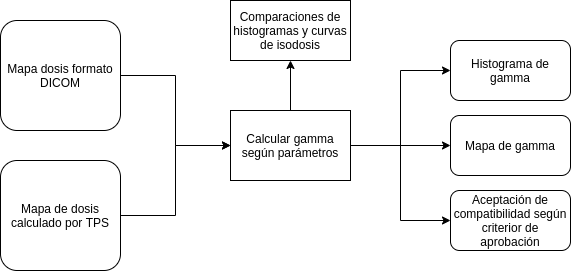 Comparaciones de
histogramas y curvas
de isodosis
Mapa dosis formato
DICOM
Mapa de dosis
calculado por TPS
Calcular gamma
según parámetros
Histograma de
gamma
Mapa de gamma
Aceptación de
compatibilidad según
criterior de
aprobación